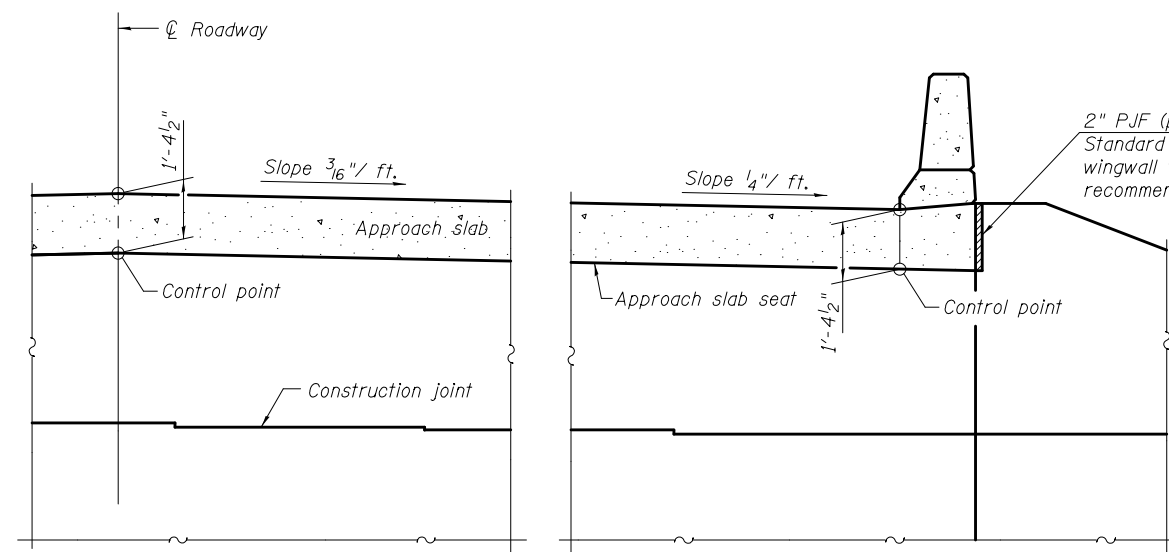 ℄ Roadway
1'-4½"
Slope 3/16"/ ft.
Approach slab
Control point
Construction joint
Slope ¼"/ ft.
2" PJF
Standard
wingwall
Approach slab seat
1'-4½"
Control point